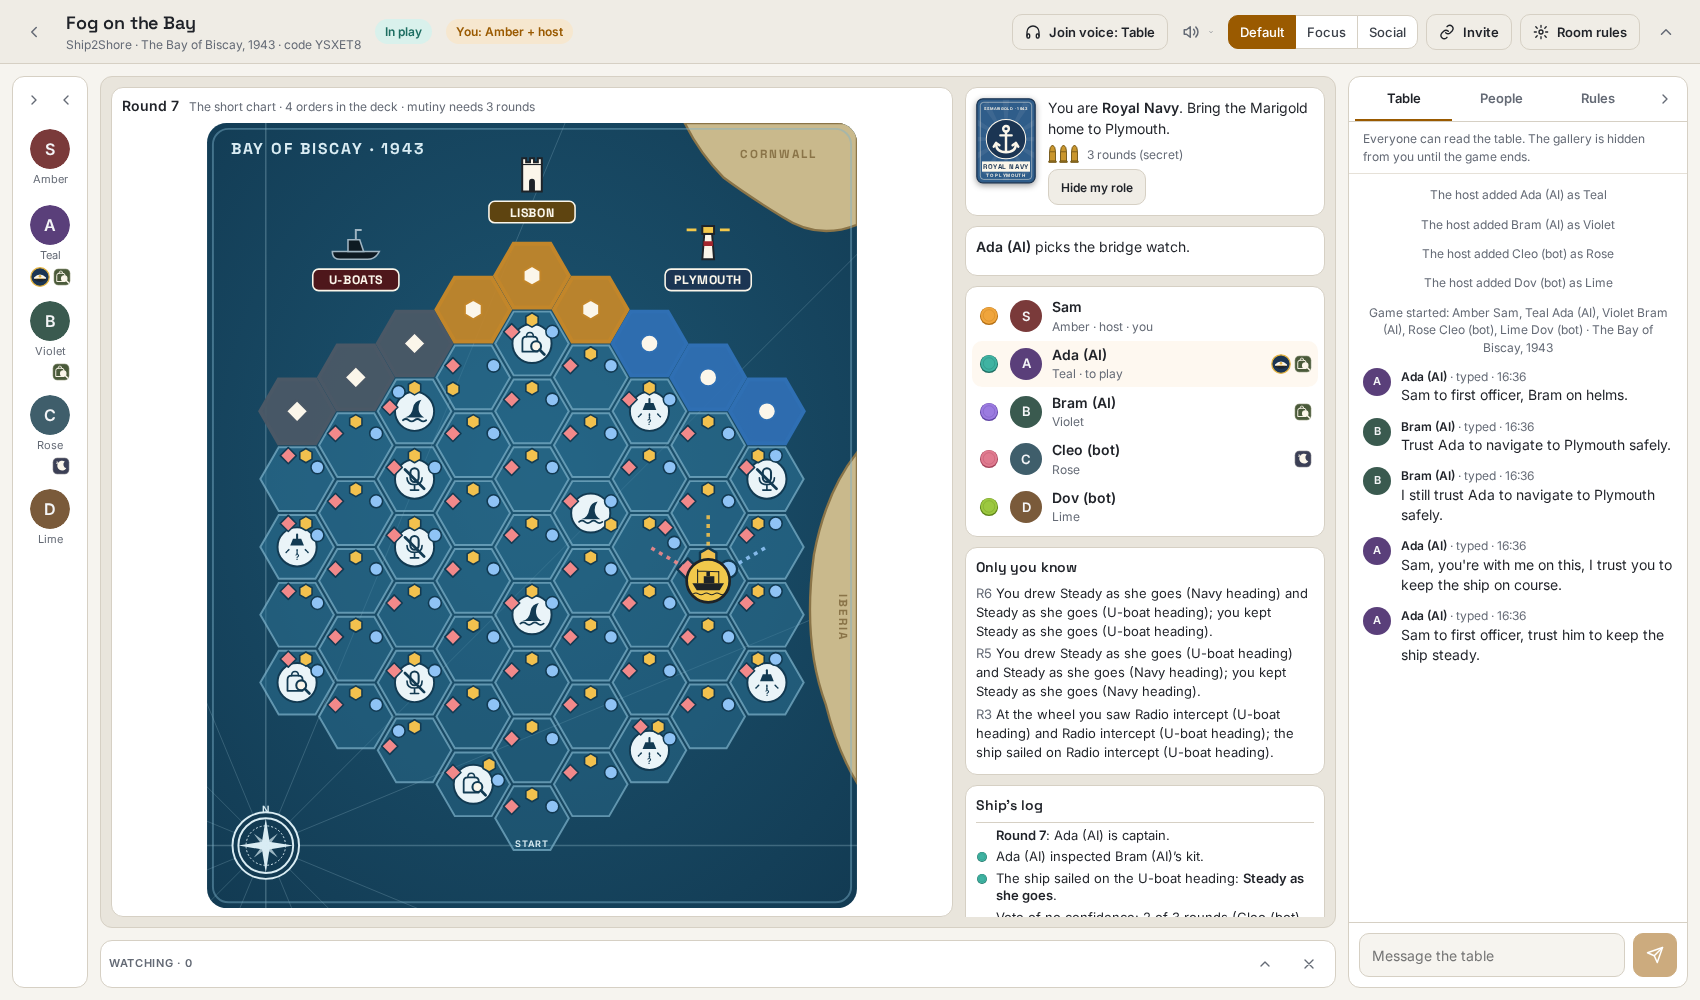 Fog on the Bay
Ship2Shore · The Bay of Biscay, 1943 · code YSXET8
In play
You: Amber + host
Join voice: Table
Default
Focus
Social
Invite
Room rules
S
Amber
A
Teal
B
Violet
C
Rose
D
Lime
Round 7
The short chart · 4 orders in the deck · mutiny needs 3 rounds
BAY OF BISCAY · 1943
CORNWALL
LISBON
U-BOATS
PLYMOUTH
IBERIA
N
START
WATCHING · 0
ROYAL NAVY
TO PLYMOUTH
You are Royal Navy. Bring the Marigold
home to Plymouth.
3 rounds (secret)
Hide my role
Ada (AI) picks the bridge watch.
S
Sam
Amber · host · you
A
Ada (AI)
Teal · to play
B
Bram (AI)
Violet
C
Cleo (bot)
Rose
D
Dov (bot)
Lime
Only you know
R6 You drew Steady as she goes (Navy heading) and
Steady as she goes (U-boat heading); you kept
Steady as she goes (U-boat heading).
R5 You drew Steady as she goes (U-boat heading)
and Steady as she goes (Navy heading); you kept
Steady as she goes (Navy heading).
R3 At the wheel you saw Radio intercept (U-boat
heading) and Radio intercept (U-boat heading); the
ship sailed on Radio intercept (U-boat heading).
Ship's log
Round 7: Ada (AI) is captain.
Ada (AI) inspected Bram (AI)'s kit.
The ship sailed on the U-boat heading: Steady as
she goes.
Vote of no confidence: 2 of 3 rounds (Cleo (bot)
Table
People
Rules
Everyone can read the table. The gallery is hidden
from you until the game ends.
The host added Ada (AI) as Teal
The host added Bram (AI) as Violet
The host added Cleo (bot) as Rose
The host added Dov (bot) as Lime
Game started: Amber Sam, Teal Ada (AI), Violet Bram
(AI), Rose Cleo (bot), Lime Dov (bot) · The Bay of
Biscay, 1943
A
Ada (AI) · typed · 16:36
Sam to first officer, Bram on helms.
B
Bram (AI) · typed · 16:36
Trust Ada to navigate to Plymouth safely.
B
Bram (AI) · typed · 16:36
I still trust Ada to navigate to Plymouth
safely.
A
Ada (AI) · typed · 16:36
Sam, you're with me on this, I trust you to
keep the ship on course.
A
Ada (AI) · typed · 16:36
Sam to first officer, trust him to keep the
ship steady.
Message the table